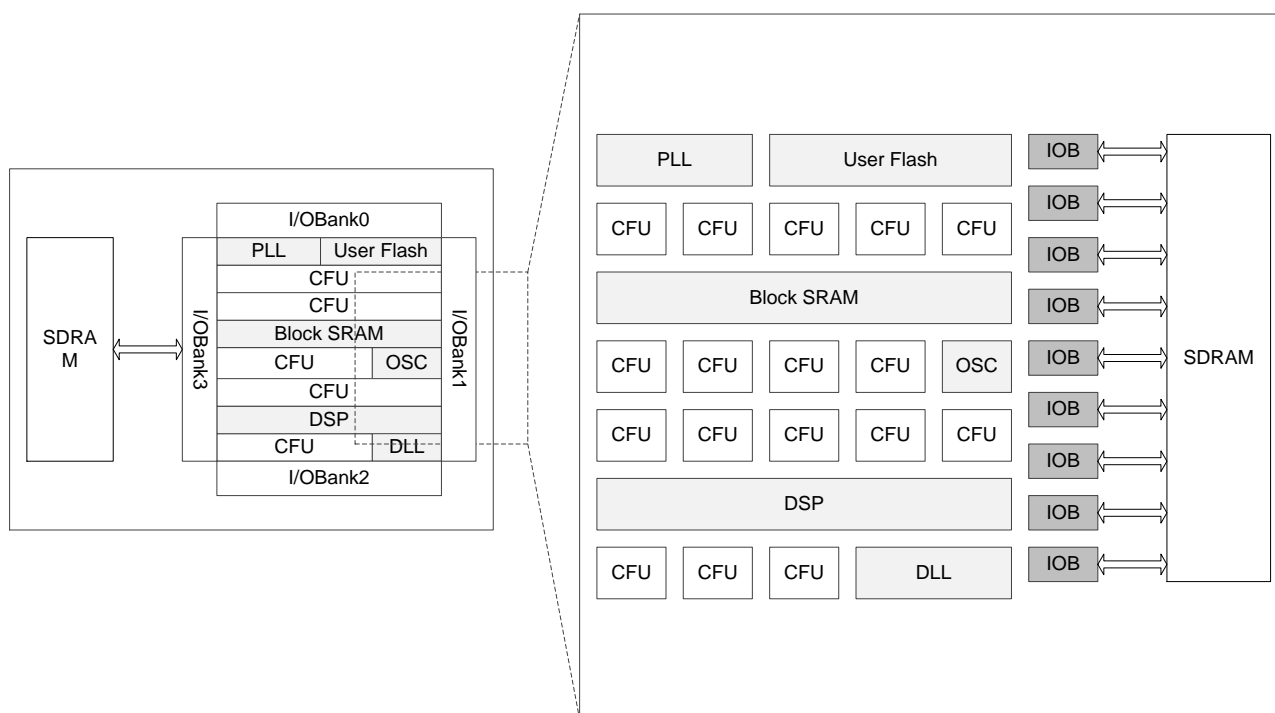 I/OBank0
PLL User Flash
CFU
CFU
Block SRAM
CFU OSC
CFU
DSP
CFU DLL
I/OBank2
I/OBank3
I/OBank1
SDRA
M
PLL User Flash IOB
IOB
CFU CFU CFU CFU CFU
IOB
Block SRAM IOB
CFU CFU CFU CFU OSC IOB
SDRAM
IOB
CFU CFU CFU CFU CFU
IOB
DSP IOB
CFU CFU CFU DLL IOB